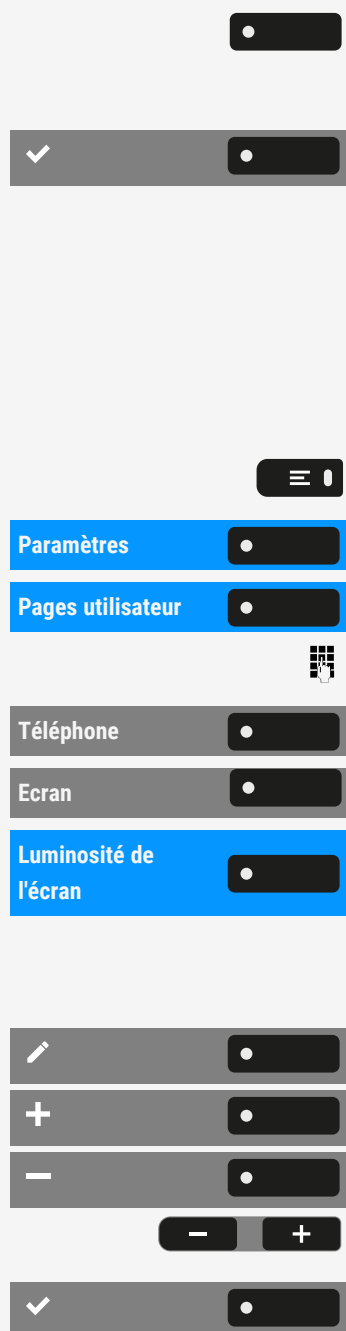 Paramètres
Pages utilisateur
Téléphone
Ecran
Luminosité de
l'écran